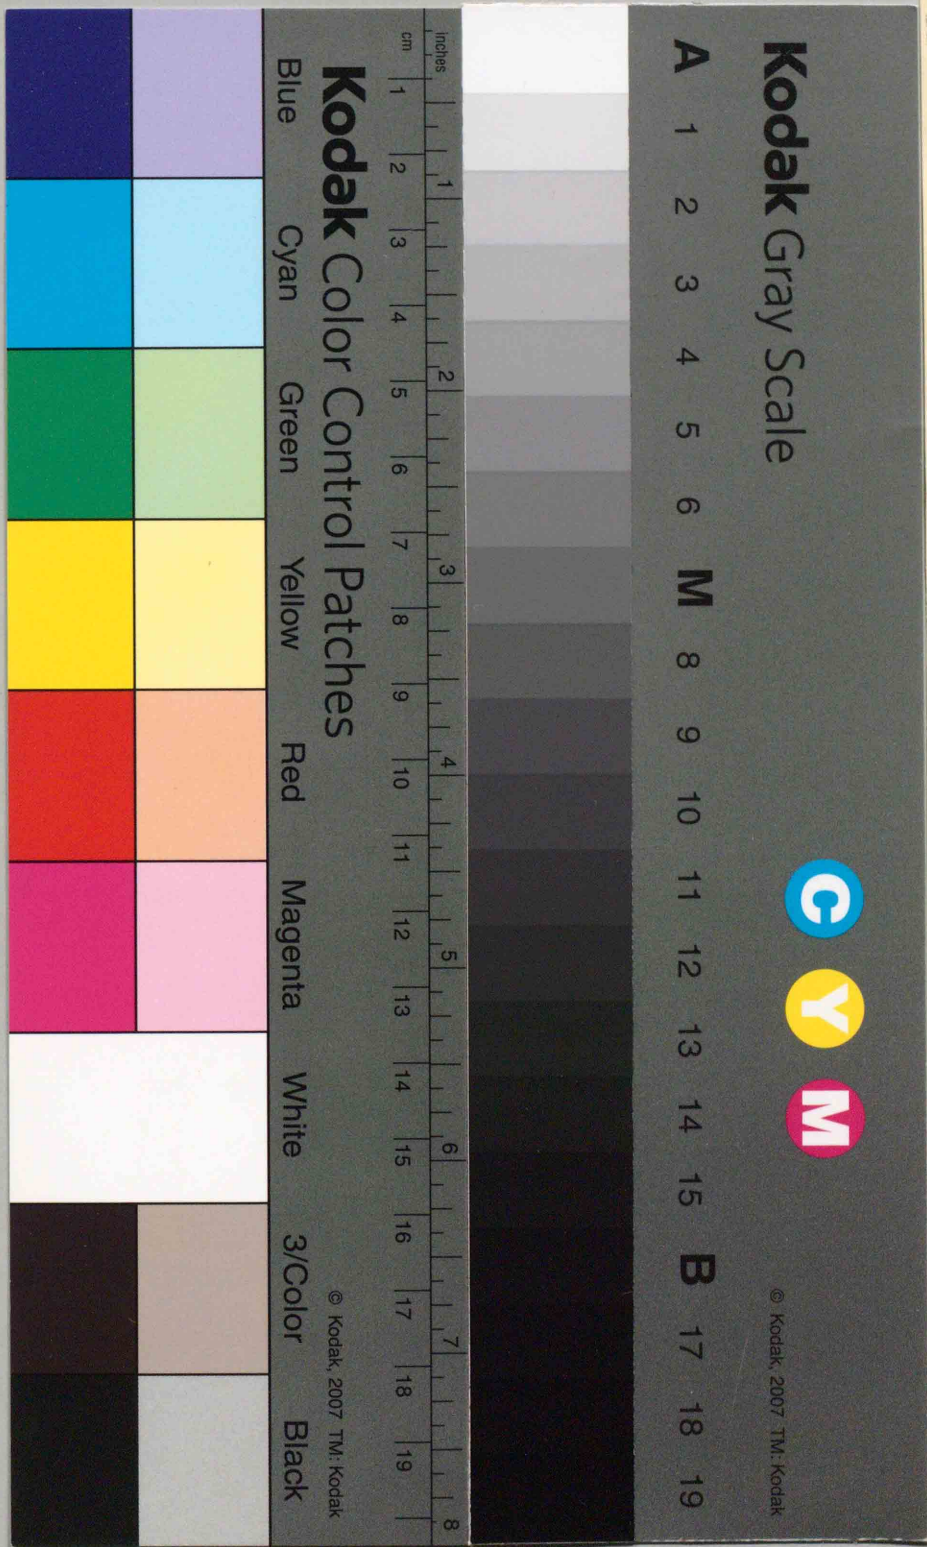 Kodak Gray Scale
© Kodak, 2007 TM: Kodak
C Y M
A 1 2 3 4 5 6 M 8 9 10 11 12 13 14 15 B 17 18 19
inches 1 2 3 4 5 6 7 8
cm 1 2 3 4 5 6 7 8 9 10 11 12 13 14 15 16 17 18 19
Kodak Color Control Patches
© Kodak, 2007 TM: Kodak
Blue Cyan Green Yellow Red Magenta White 3/Color Black